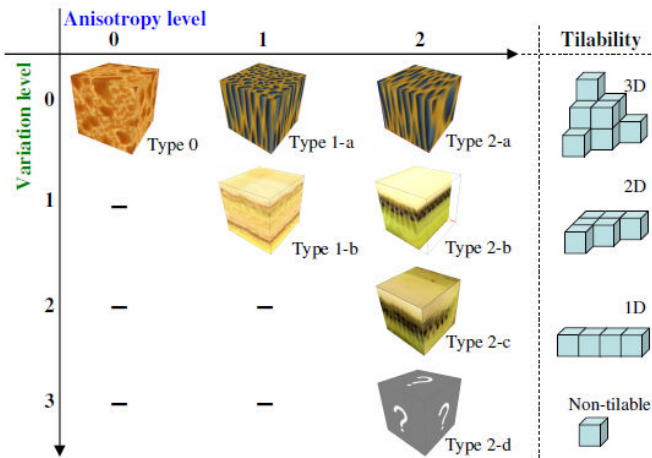 Anisotropy level
0 1 2 Tilability
Variation level
0
Type 0 Type 1-a Type 2-a 3D
1
– Type 1-b Type 2-b 2D
2
– – Type 2-c 1D
3
– – ? ? ? Type 2-d Non-tilable